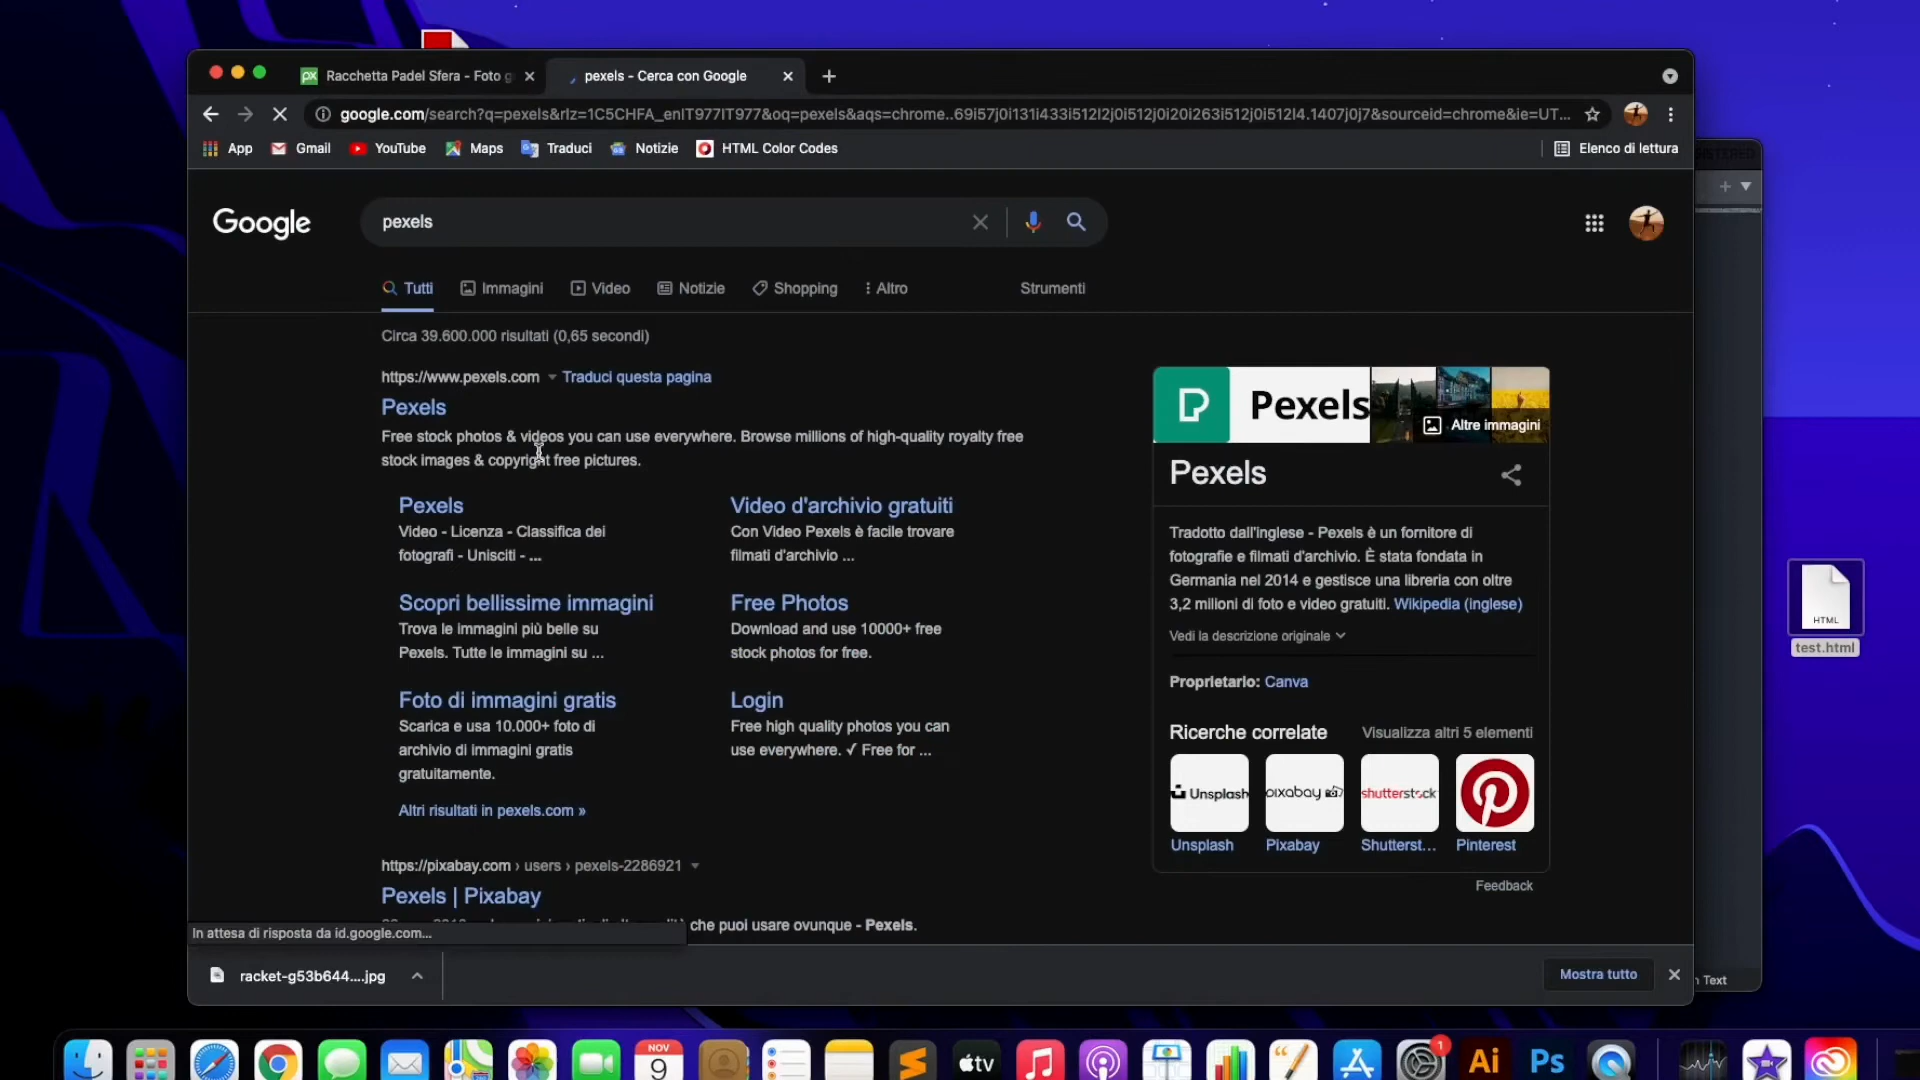 Racchetta Padel Sfera - Foto g
pexels - Cerca con Google
google.com/search?q=pexels&rlz=1C5CHFA_enIT977IT977&oq=pexels&aqs=chrome..69i57j0i131i433i512l2j0i512j0i20i263i512j0i512l4.1407j0j7&sourceid=chrome&ie=UT...
App
Gmail
YouTube
Maps
Traduci
Notizie
HTML Color Codes
Elenco di lettura
Google
pexels
Tutti
Immagini
Video
Notizie
Shopping
Altro
Strumenti
Circa 39.600.000 risultati (0,65 secondi)
https://www.pexels.com Traduci questa pagina
Pexels
Free stock photos & videos you can use everywhere. Browse millions of high-quality royalty free
stock images & copyright free pictures.
Pexels
Video - Licenza - Classifica dei
fotografi - Unisciti - ...
Video d'archivio gratuiti
Con Video Pexels è facile trovare
filmati d'archivio ...
Scopri bellissime immagini
Trova le immagini più belle su
Pexels. Tutte le immagini su ...
Free Photos
Download and use 10000+ free
stock photos for free.
Foto di immagini gratis
Scarica e usa 10.000+ foto di
archivio di immagini gratis
gratuitamente.
Login
Free high quality photos you can
use everywhere. ✓ Free for ...
Altri risultati in pexels.com »
https://pixabay.com › users › pexels-2286921
Pexels | Pixabay
che puoi usare ovunque - Pexels.
In attesa di risposta da id.google.com...
Pexels
Altre immagini
Pexels
Tradotto dall'inglese - Pexels è un fornitore di
fotografie e filmati d'archivio. È stata fondata in
Germania nel 2014 e gestisce una libreria con oltre
3,2 milioni di foto e video gratuiti. Wikipedia (inglese)
Vedi la descrizione originale
Proprietario: Canva
Ricerche correlate
Visualizza altri 5 elementi
Unsplash
pixabay
shutterstock
Unsplash
Pixabay
Shutterst...
Pinterest
Feedback
racket-g53b644....jpg
Mostra tutto
Text
HTML
test.html
NOV
9
tv
1
Ai
Ps